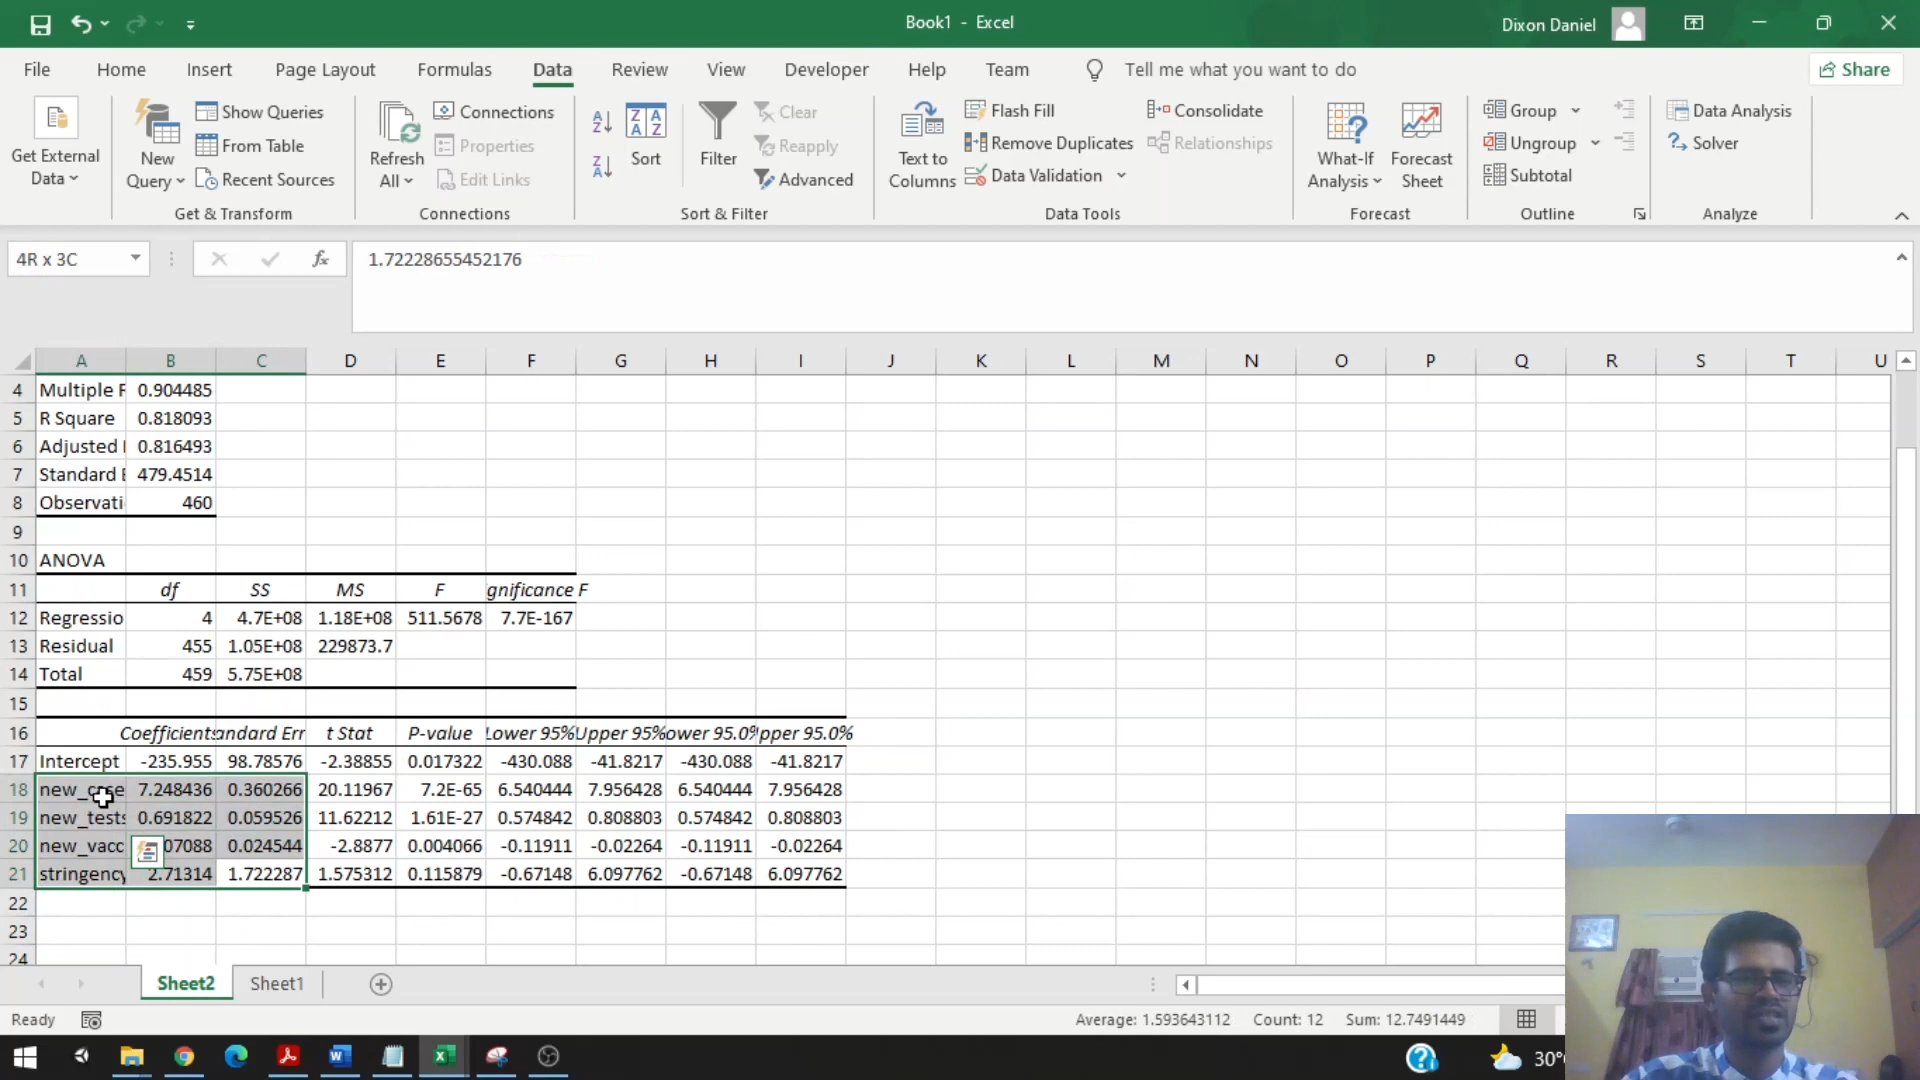 Book1 - Excel
Dixon Daniel
File Home Insert Page Layout Formulas Data Review View Developer Help Team Tell me what you want to do Share
Get External Data
New Query
Show Queries
From Table
Recent Sources
Get & Transform
Refresh All
Connections
Properties
Edit Links
Connections
Sort
Filter
Clear
Reapply
Advanced
Sort & Filter
Text to Columns
Flash Fill
Remove Duplicates
Data Validation
Consolidate
Relationships
Data Tools
What-If Analysis
Forecast Sheet
Forecast
Group
Ungroup
Subtotal
Outline
Data Analysis
Solver
Analyze
4R x 3C fx 1.72228655452176
A B C D E F G H I J K L M N O P Q R S T U
4 Multiple R 0.904485
5 R Square 0.818093
6 Adjusted 0.816493
7 Standard E 479.4514
8 Observati 460
9
10 ANOVA
11 df SS MS F gnificance F
12 Regressio 4 4.7E+08 1.18E+08 511.5678 7.7E-167
13 Residual 455 1.05E+08 229873.7
14 Total 459 5.75E+08
15
16 Coefficients andard Err t Stat P-value Lower 95% Upper 95% ower 95.0% pper 95.0%
17 Intercept -235.955 98.78576 -2.38855 0.017322 -430.088 -41.8217 -430.088 -41.8217
18 new_case 7.248436 0.360266 20.11967 7.2E-65 6.540444 7.956428 6.540444 7.956428
19 new_tests 0.691822 0.059526 11.62212 1.61E-27 0.574842 0.808803 0.574842 0.808803
20 new_vacc 07088 0.024544 -2.8877 0.004066 -0.11911 -0.02264 -0.11911 -0.02264
21 stringency 2.71314 1.722287 1.575312 0.115879 -0.67148 6.097762 -0.67148 6.097762
22
23
24
Sheet2 Sheet1
Ready Average: 1.593643112 Count: 12 Sum: 12.7491449
30°